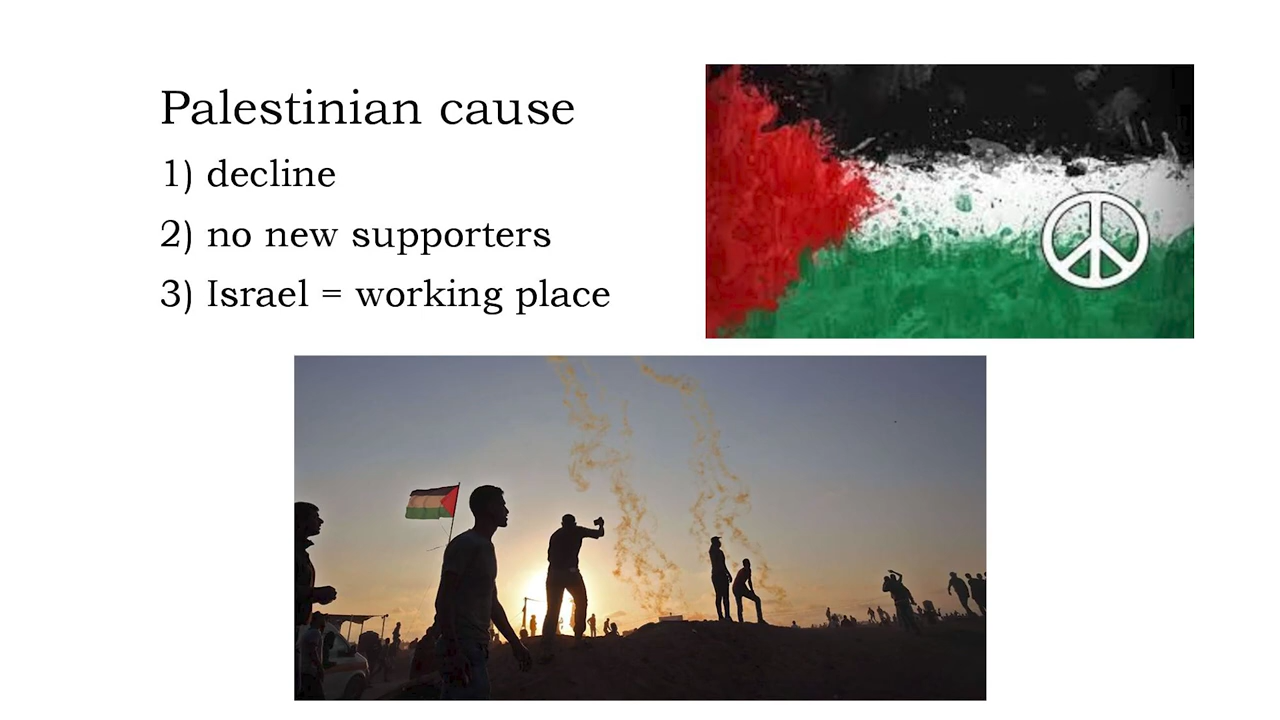 Palestinian cause
1) decline
2) no new supporters
3) Israel = working place